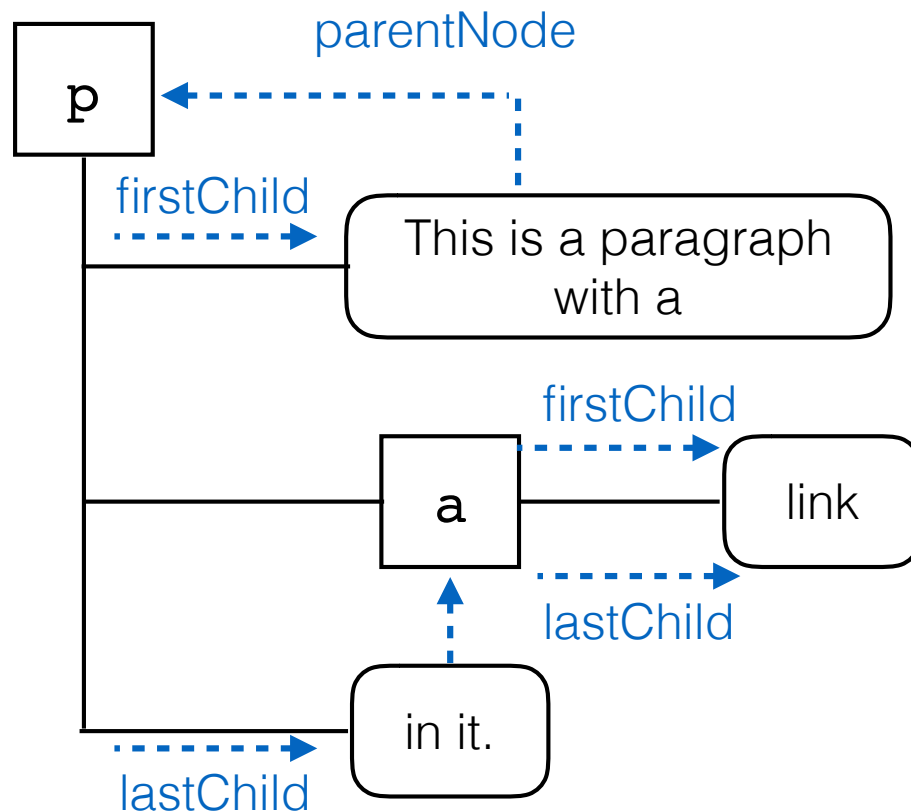 parentNode
p
firstChild
This is a paragraph
with a
firstChild
a
link
lastChild
in it.
lastChild